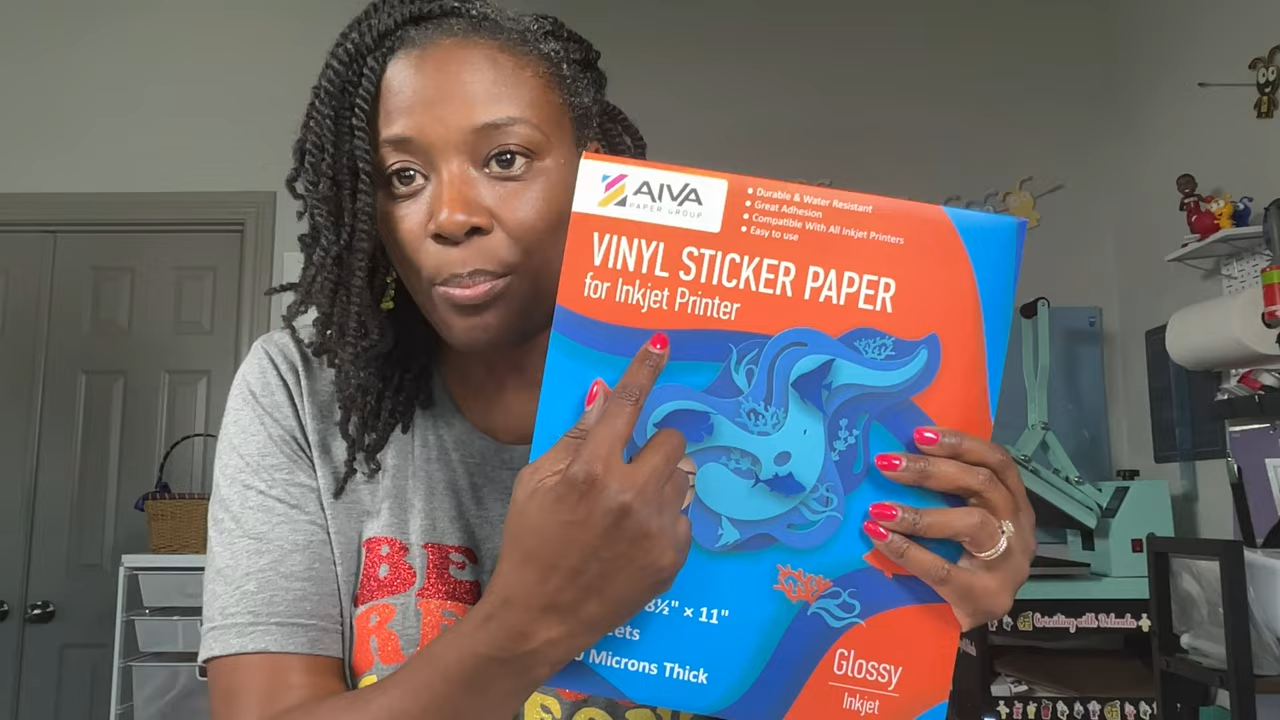 AIVA
PAPER GROUP
• Durable & Water Resistant
• Great Adhesion
• Compatible With All Inkjet Printers
• Easy to use
VINYL STICKER PAPER
for Inkjet Printer
8½" x 11"
Microns Thick
Glossy
Inkjet
BE